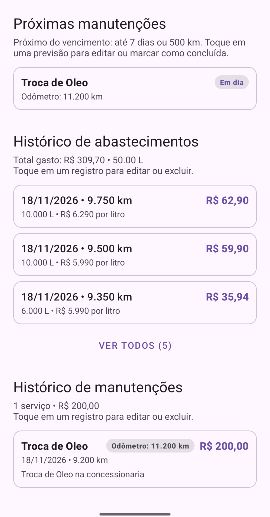 Próximas manutenções
Próximo do vencimento: até 7 dias ou 500 km. Toque em
uma previsão para editar ou marcar como concluída.
Troca de Oleo
Em dia
Odômetro: 11.200 km
Histórico de abastecimentos
Total gasto: R$ 309,70 • 50.00 L
Toque em um registro para editar ou excluir.
18/11/2026 • 9.750 km
R$ 62,90
10.000 L • R$ 6.290 por litro
18/11/2026 • 9.500 km
R$ 59,90
10.000 L • R$ 5.990 por litro
18/11/2026 • 9.350 km
R$ 35,94
6.000 L • R$ 5.990 por litro
VER TODOS (5)
Histórico de manutenções
1 serviço • R$ 200,00
Toque em um registro para editar ou excluir.
Troca de Oleo
Odômetro: 11.200 km
R$ 200,00
18/11/2026 • 9.200 km
Troca de Oleo na concessionaria